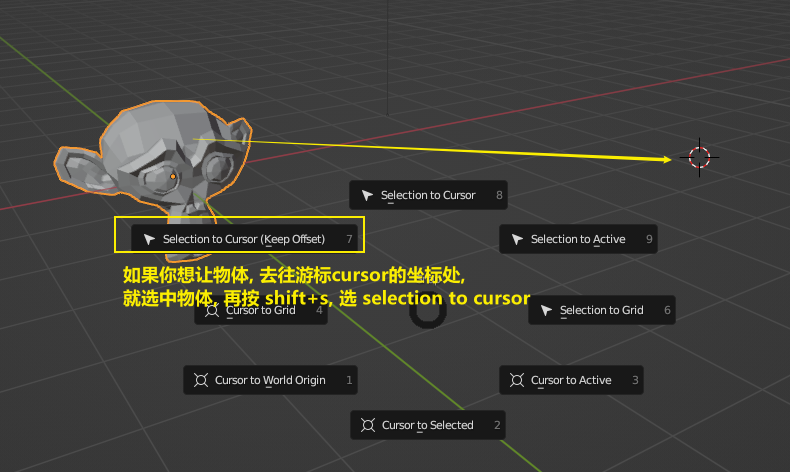 Selection to Cursor 8
Selection to Cursor (Keep Offset) 7
Selection to Active 9
如果你想让物体, 去往游标cursor的坐标处,
就选中物体, 再按 shift+s, 选 selection to cursor
Cursor to Grid 4
Selection to Grid 6
Cursor to World Origin 1
Cursor to Active 3
Cursor to Selected 2